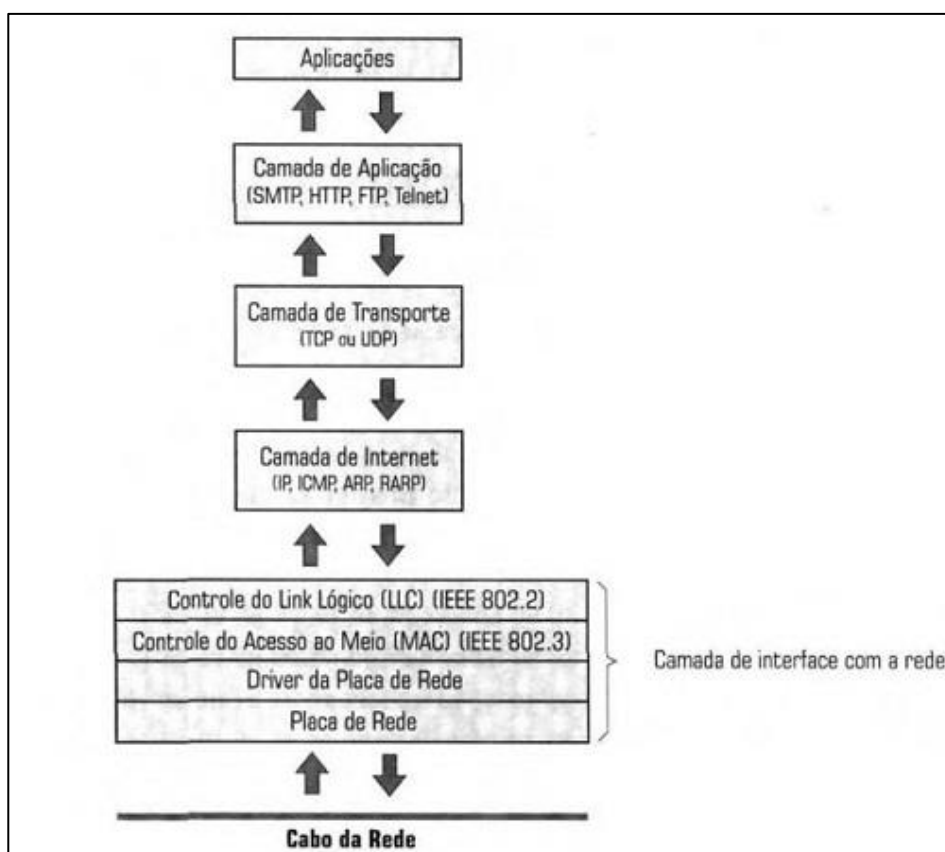 Aplicações
Camada de Aplicação
(SMTP, HTTP, FTP, Telnet)
Camada de Transporte
(TCP ou UDP)
Camada de Internet
(IP, ICMP, ARP, RARP)
Controle do Link Lógico (LLC) (IEEE 802.2)
Controle do Acesso ao Meio (MAC) (IEEE 802.3)
Driver da Placa de Rede
Placa de Rede
Camada de interface com a rede
Cabo da Rede